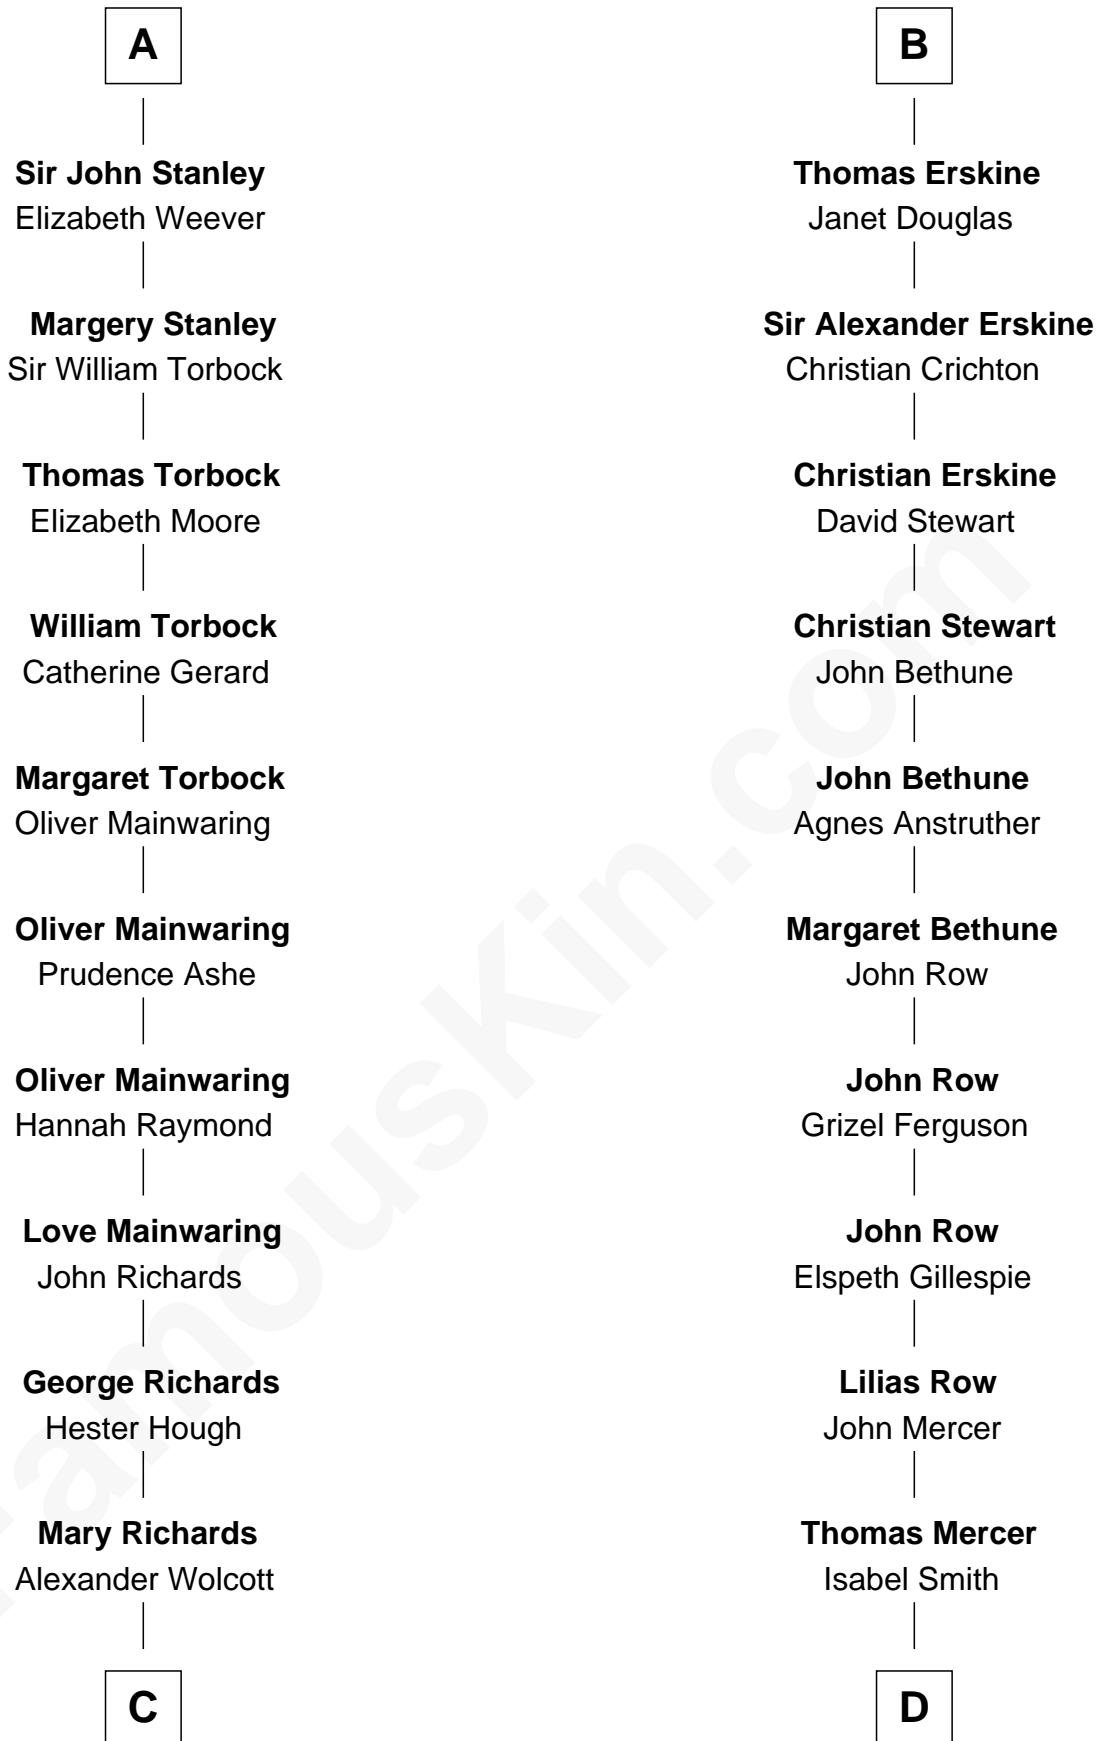 A
Sir John Stanley
Elizabeth Weever
Margery Stanley
Sir William Torbock
Thomas Torbock
Elizabeth Moore
William Torbock
Catherine Gerard
Margaret Torbock
Oliver Mainwaring
Oliver Mainwaring
Prudence Ashe
Oliver Mainwaring
Hannah Raymond
Love Mainwaring
John Richards
George Richards
Hester Hough
Mary Richards
Alexander Wolcott
C
B
Thomas Erskine
Janet Douglas
Sir Alexander Erskine
Christian Crichton
Christian Erskine
David Stewart
Christian Stewart
John Bethune
John Bethune
Agnes Anstruther
Margaret Bethune
John Row
John Row
Grizel Ferguson
John Row
Elspeth Gillespie
Lilias Row
John Mercer
Thomas Mercer
Isabel Smith
D
FamousKin.com